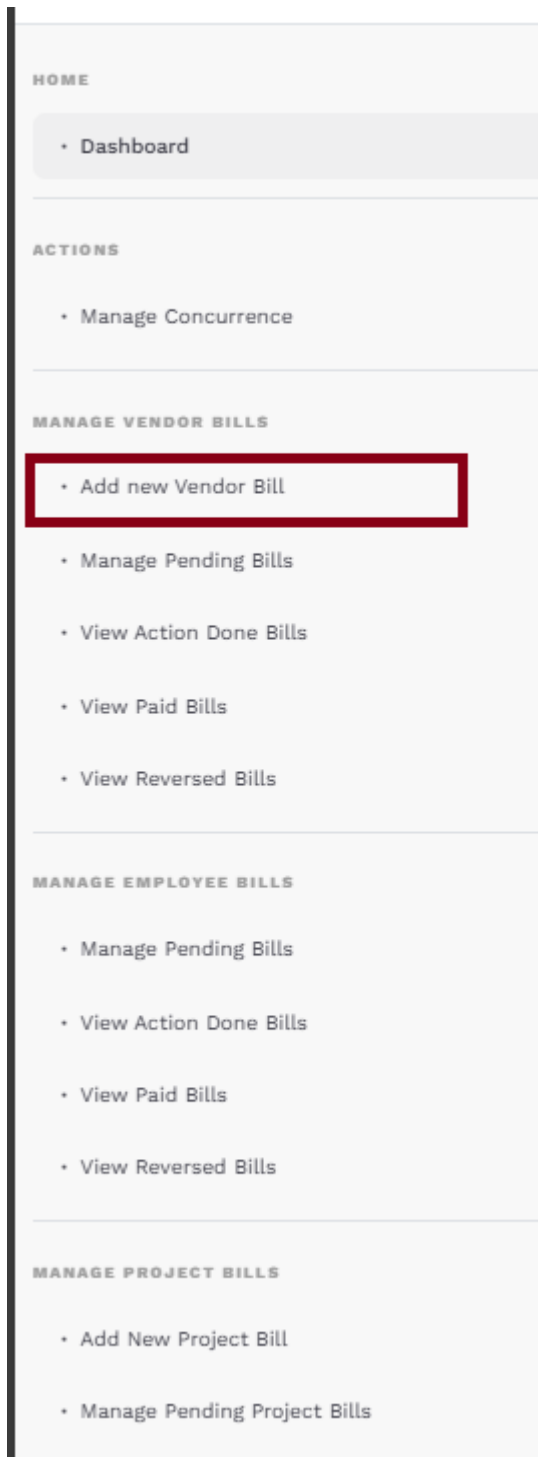 HOME
• Dashboard
ACTIONS
• Manage Concurrence
MANAGE VENDOR BILLS
• Add new Vendor Bill
• Manage Pending Bills
• View Action Done Bills
• View Paid Bills
• View Reversed Bills
MANAGE EMPLOYEE BILLS
• Manage Pending Bills
• View Action Done Bills
• View Paid Bills
• View Reversed Bills
MANAGE PROJECT BILLS
• Add New Project Bill
• Manage Pending Project Bills